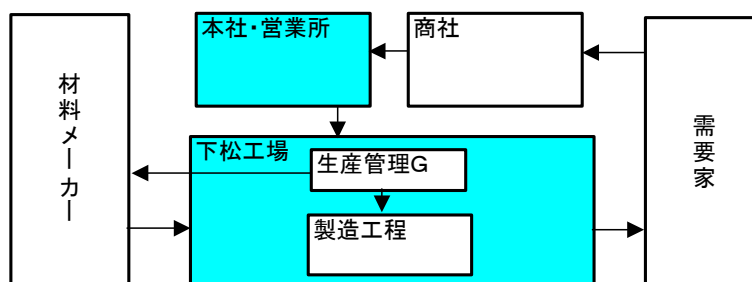 本社・営業所
商社
材料メーカー
需要家
下松工場
生産管理G
製造工程